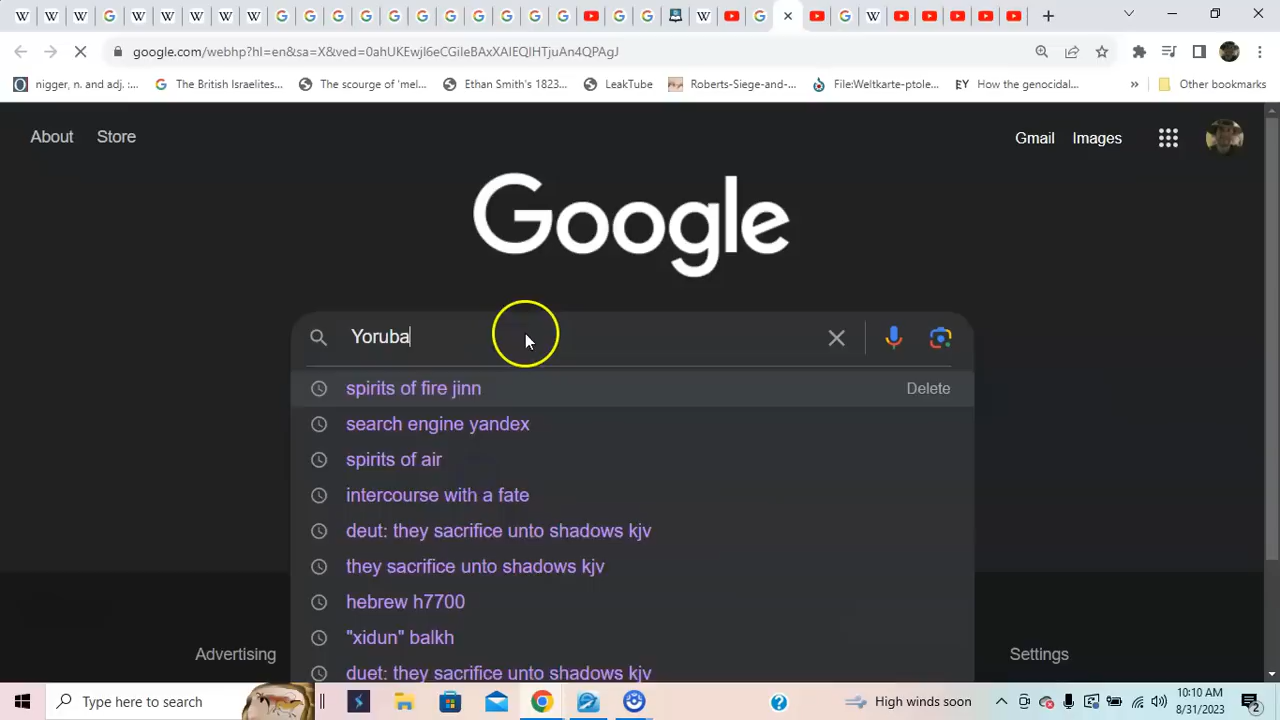 google.com/webhp?hl=en&sa=X&ved=0ahUKEwjl6eCGileBAxXAIEQIHTjuAn4QPAgJ
nigger, n. and adj. :...
The British Israelites...
The scourge of 'mel...
Ethan Smith's 1823...
LeakTube
Roberts-Siege-and-...
File:Weltkarte-ptole...
EY
How the genocidal...
»
Other bookmarks
About
Store
Gmail
Images
Google
Yoruba
spirits of fire jinn
Delete
search engine yandex
spirits of air
intercourse with a fate
deut: they sacrifice unto shadows kjv
they sacrifice unto shadows kjv
hebrew h7700
"xidun" balkh
duet: they sacrifice unto shadows kjv
Advertising
Settings
Type here to search
High winds soon
10:10 AM
8/31/2023
2